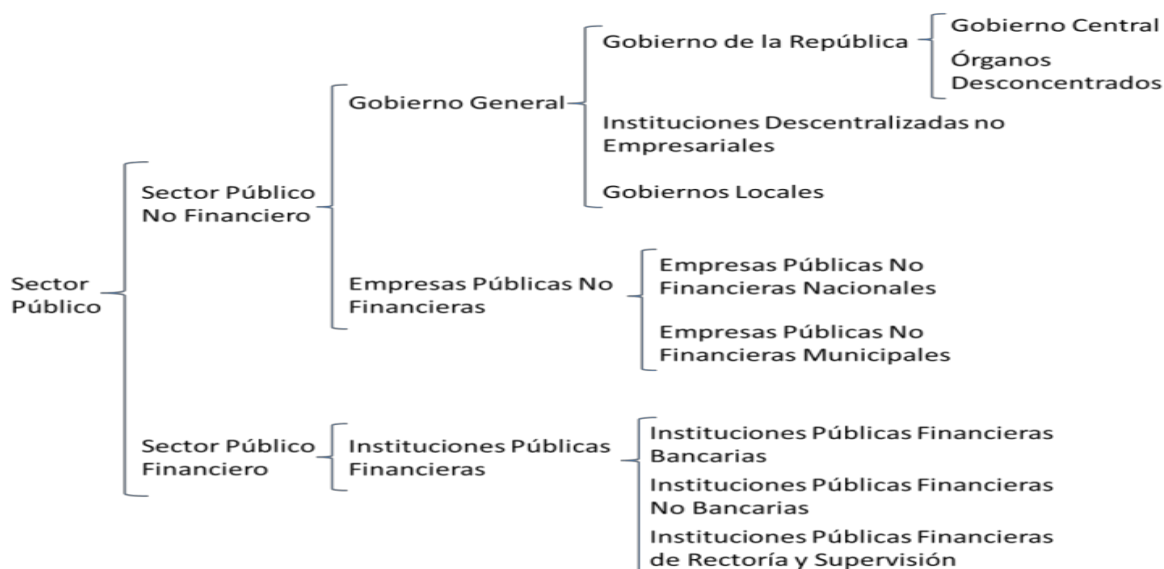 Sector
Público
Sector Público
No Financiero
Gobierno General
Gobierno de la República
Gobierno Central
Órganos
Desconcentrados
Instituciones Descentralizadas no
Empresariales
Gobiernos Locales
Empresas Públicas No
Financieras
Empresas Públicas No
Financieras Nacionales
Empresas Públicas No
Financieras Municipales
Sector Público
Financiero
Instituciones Públicas
Financieras
Instituciones Públicas Financieras
Bancarias
Instituciones Públicas Financieras
No Bancarias
Instituciones Públicas Financieras
de Rectoría y Supervisión